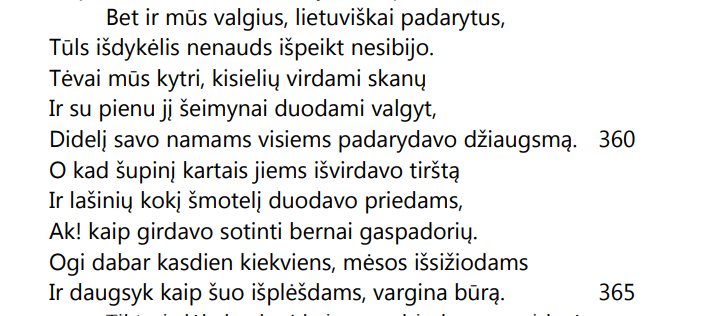 Bet ir mūs valgius, lietuviškai padarytus,
Tūls išdykėlis nenauds išpeikt nesibijo.
Tėvai mūs kytri, kisielių virdami skanų
Ir su pienu jį šeimynai duodami valgyt,
Didelį savo namams visiems padarydavo džiaugsmą. 360
O kad šupinį kartais jiems išvirdavo tirštą
Ir lašinių kokį šmotelį duodavo priedams,
Ak! kaip girdavo sotinti bernai gaspadorių.
Ogi dabar kasdien kiekviens, mėsos išsižiodams
Ir daugsyk kaip šuo išplėšdams, vargina būrą. 365